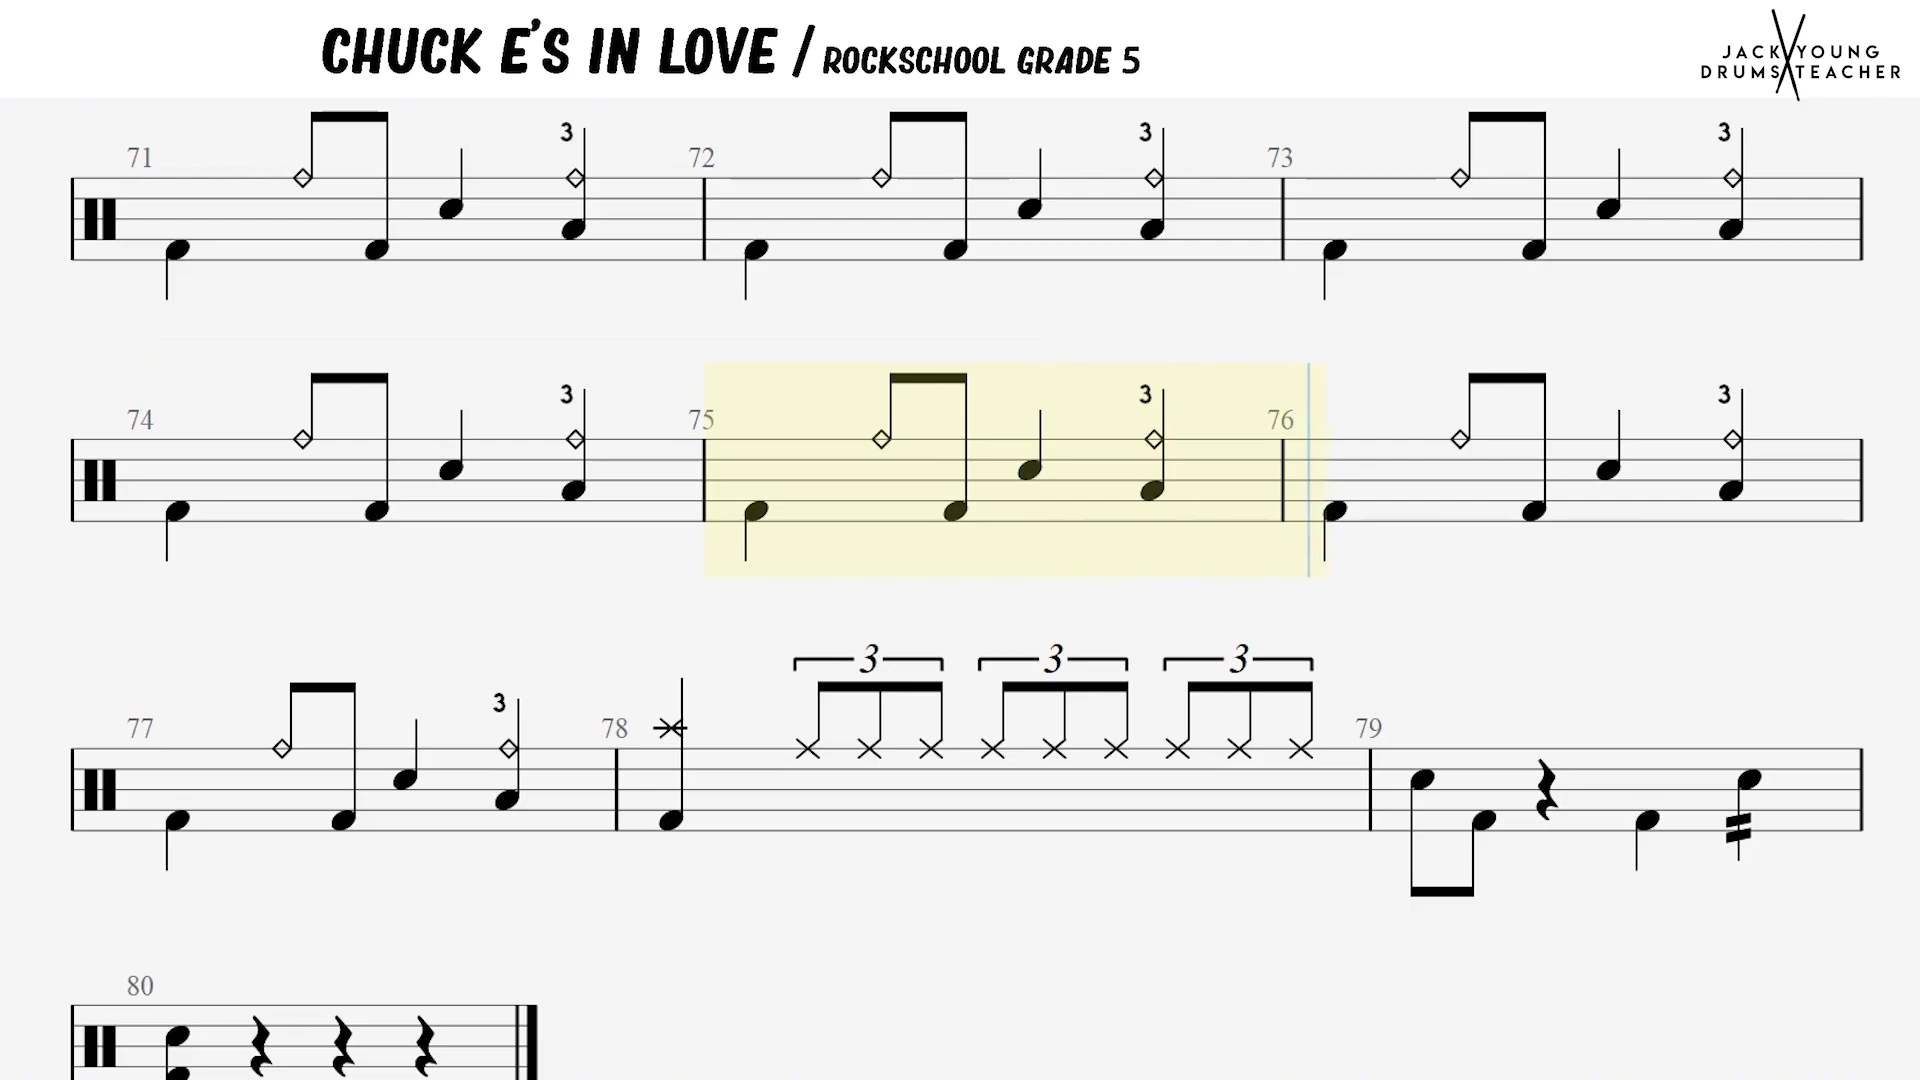 CHUCK E'S IN LOVE / ROCKSCHOOL GRADE 5
JACK YOUNG
DRUMS TEACHER
3 3 3
71 72 73
3 3 3
74 75 76
3 3 3
3
77 78 79
80